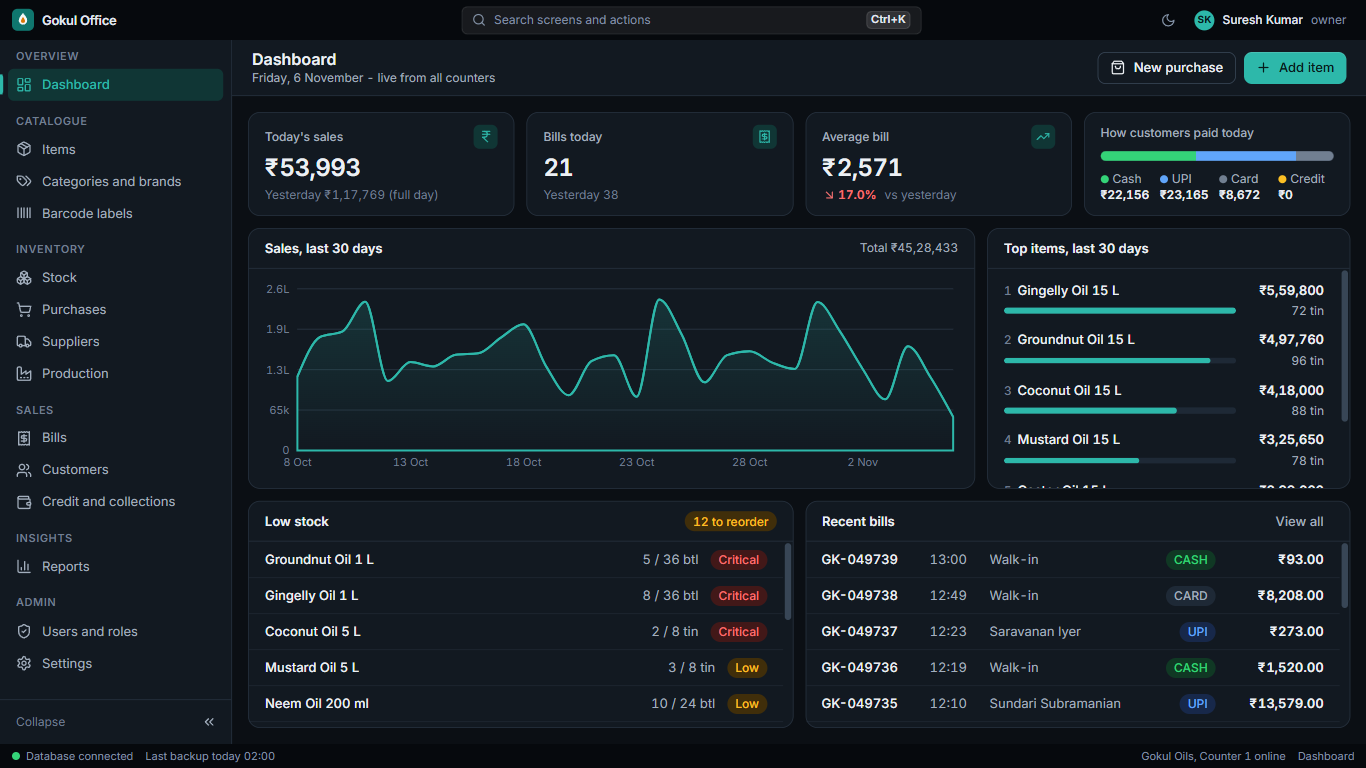 Gokul Office
Search screens and actions
Ctrl+K
SK
Suresh Kumar owner
OVERVIEW
Dashboard
CATALOGUE
Items
Categories and brands
Barcode labels
INVENTORY
Stock
Purchases
Suppliers
Production
SALES
Bills
Customers
Credit and collections
INSIGHTS
Reports
ADMIN
Users and roles
Settings
Collapse
Dashboard
Friday, 6 November - live from all counters
New purchase
Add item
Today's sales
₹53,993
Yesterday ₹1,17,769 (full day)
Bills today
21
Yesterday 38
Average bill
₹2,571
17.0% vs yesterday
How customers paid today
Cash UPI Card Credit
₹22,156 ₹23,165 ₹8,672 ₹0
Sales, last 30 days Total ₹45,28,433
2.6L
1.9L
1.3L
65k
0
8 Oct 13 Oct 18 Oct 23 Oct 28 Oct 2 Nov
Top items, last 30 days
1 Gingelly Oil 15 L ₹5,59,800
72 tin
2 Groundnut Oil 15 L ₹4,97,760
96 tin
3 Coconut Oil 15 L ₹4,18,000
88 tin
4 Mustard Oil 15 L ₹3,25,650
78 tin
Low stock 12 to reorder
Groundnut Oil 1 L 5 / 36 btl Critical
Gingelly Oil 1 L 8 / 36 btl Critical
Coconut Oil 5 L 2 / 8 tin Critical
Mustard Oil 5 L 3 / 8 tin Low
Neem Oil 200 ml 10 / 24 btl Low
Recent bills View all
GK-049739 13:00 Walk-in CASH ₹93.00
GK-049738 12:49 Walk-in CARD ₹8,208.00
GK-049737 12:23 Saravanan Iyer UPI ₹273.00
GK-049736 12:19 Walk-in CASH ₹1,520.00
GK-049735 12:10 Sundari Subramanian UPI ₹13,579.00
Database connected Last backup today 02:00
Gokul Oils, Counter 1 online Dashboard